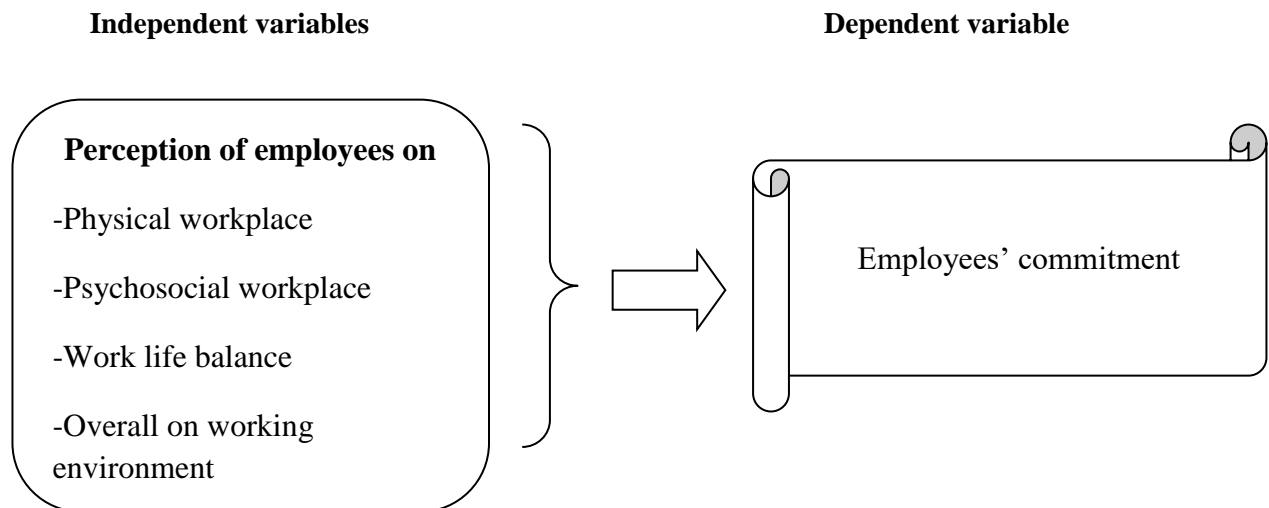 Independent variables
Dependent variable
Perception of employees on
-Physical workplace
-Psychosocial workplace
-Work life balance
-Overall on working
environment
Employees’ commitment